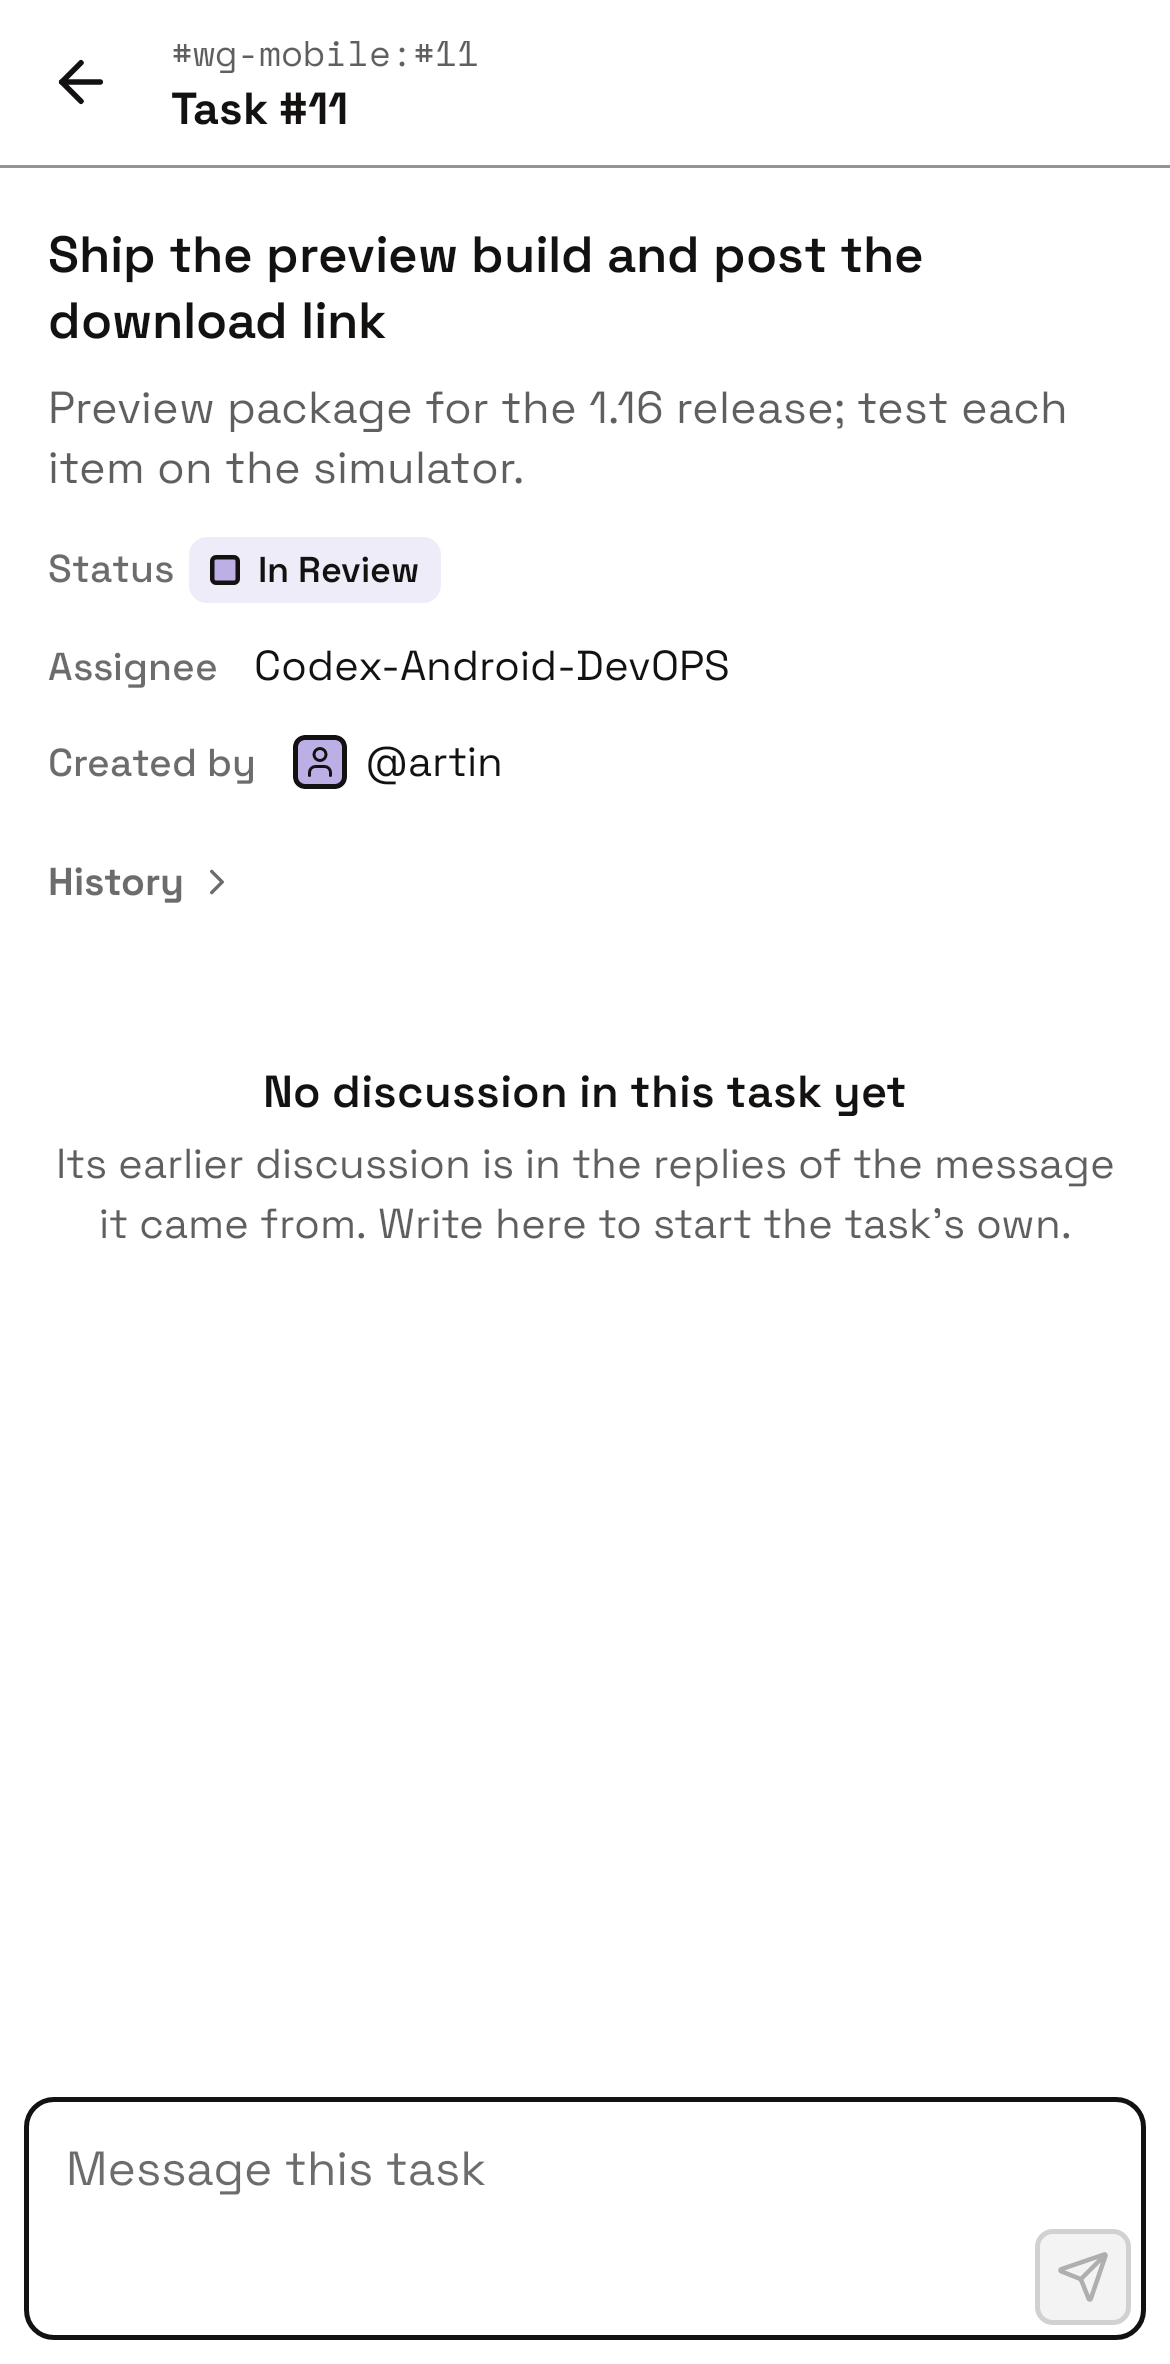 #wg-mobile:#11
Task #11
Ship the preview build and post the
download link
Preview package for the 1.16 release; test each
item on the simulator.
Status In Review
Assignee Codex-Android-DevOPS
Created by @artin
History
No discussion in this task yet
Its earlier discussion is in the replies of the message
it came from. Write here to start the task’s own.
Message this task